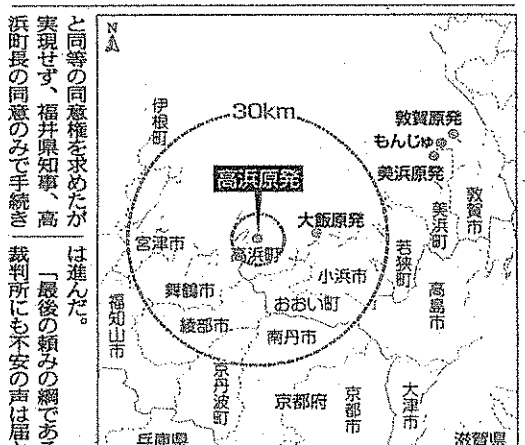 と同等の同意権を求めたが
実現せず、福井県知事、高
浜町長の同意のみで手続き
は進んだ。
「最後の頼みの綱であ
裁判所にも不安の声は届
N
30km
伊根町
敦賀原発
もんじゅ
美浜原発
高浜原発
大飯原発
敦賀市
美浜町
宮津市
高浜町
若狭町
小浜市
舞鶴市
おおい町
高島市
綾部市
福知山市
南丹市
京丹波町
京都府
京都市
大津市
兵庫県
滋賀県